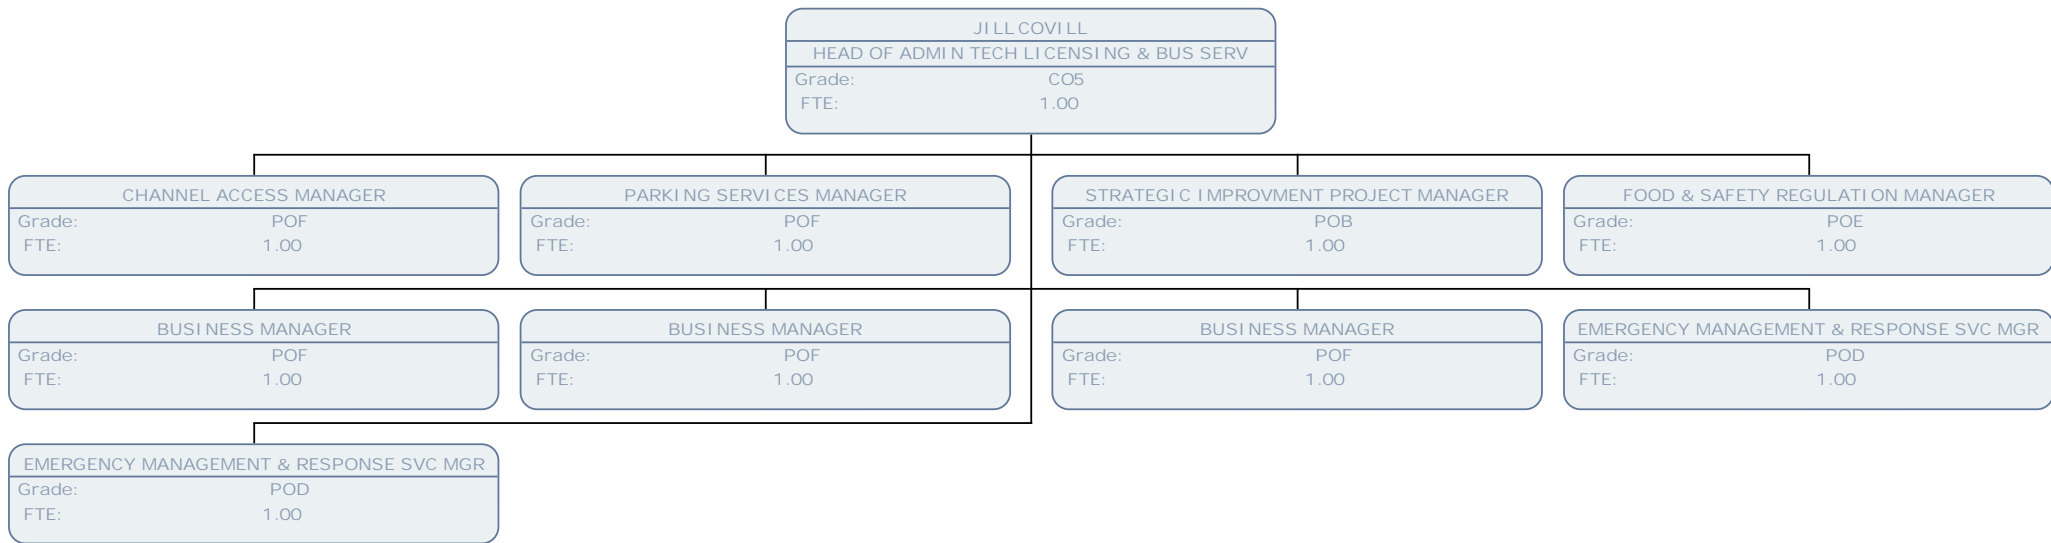 JILL COVILL
HEAD OF ADMIN TECH LICENSING & BUS SERV
Grade: CO5
FTE: 1.00
CHANNEL ACCESS MANAGER
Grade: POF
FTE: 1.00
PARKING SERVICES MANAGER
Grade: POF
FTE: 1.00
STRATEGIC IMPROVMENT PROJECT MANAGER
Grade: POB
FTE: 1.00
FOOD & SAFETY REGULATION MANAGER
Grade: POE
FTE: 1.00
BUSINESS MANAGER
Grade: POF
FTE: 1.00
BUSINESS MANAGER
Grade: POF
FTE: 1.00
BUSINESS MANAGER
Grade: POF
FTE: 1.00
EMERGENCY MANAGEMENT & RESPONSE SVC MGR
Grade: POD
FTE: 1.00
EMERGENCY MANAGEMENT & RESPONSE SVC MGR
Grade: POD
FTE: 1.00